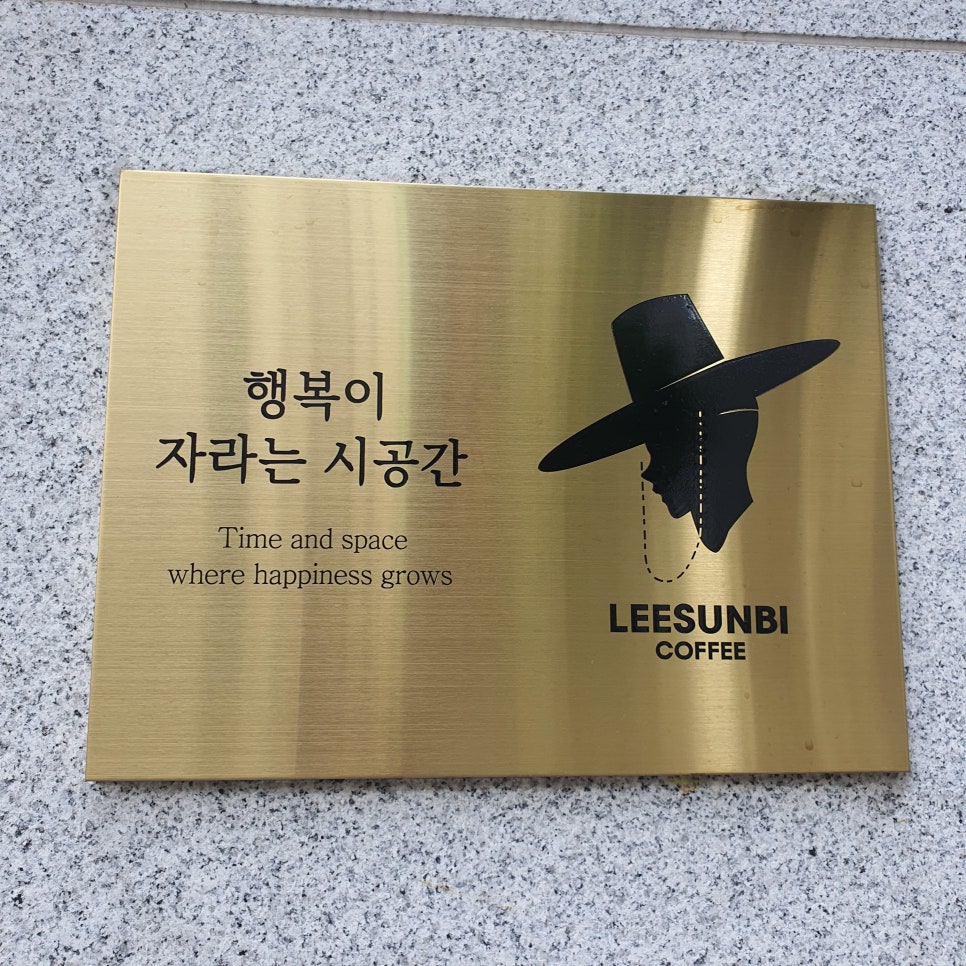 행복이
자라는 시공간
Time and space
where happiness grows
LEESUNBI
COFFEE